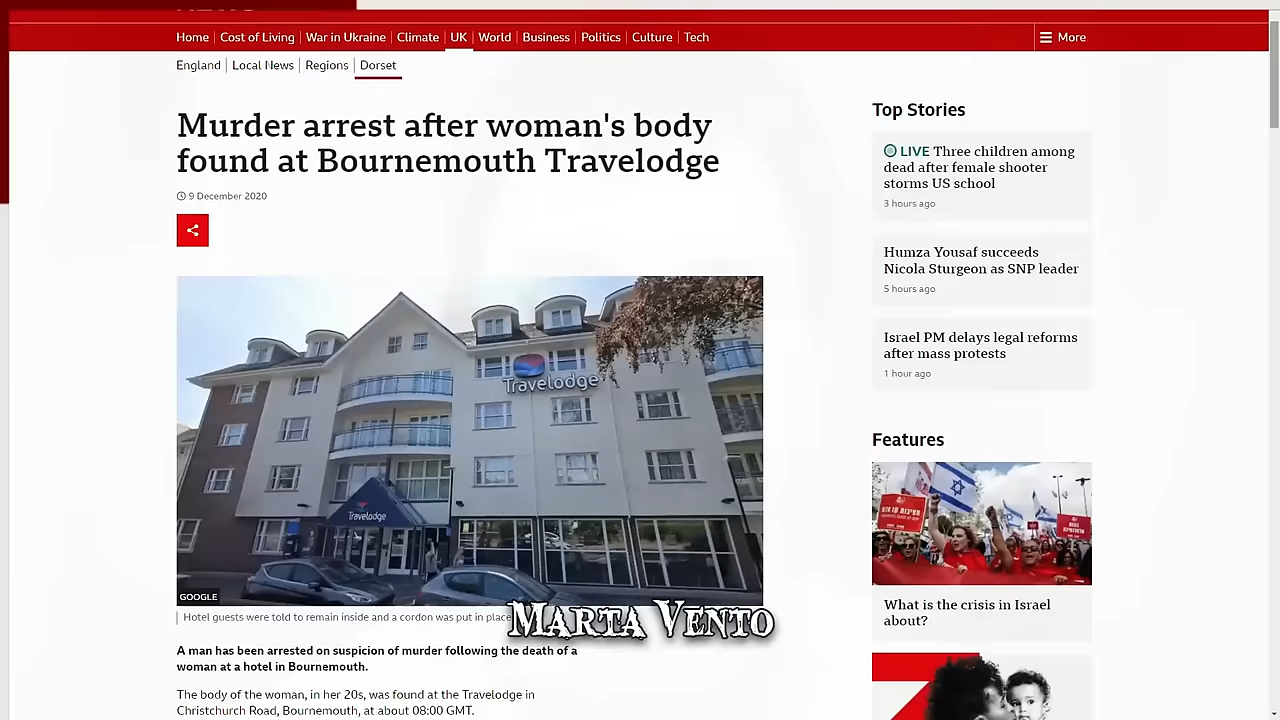 Home
Cost of Living
War in Ukraine
Climate
UK
World
Business
Politics
Culture
Tech
More
England
Local News
Regions
Dorset
Murder arrest after woman's body
found at Bournemouth Travelodge
9 December 2020
Travelodge
Travelodge
GOOGLE
Hotel guests were told to remain inside and a cordon was put in place
MARTA VENTO
A man has been arrested on suspicion of murder following the death of a
woman at a hotel in Bournemouth.
The body of the woman, in her 20s, was found at the Travelodge in
Christchurch Road, Bournemouth, at about 08:00 GMT.
Top Stories
LIVE Three children among
dead after female shooter
storms US school
3 hours ago
Humza Yousaf succeeds
Nicola Sturgeon as SNP leader
5 hours ago
Israel PM delays legal reforms
after mass protests
1 hour ago
Features
What is the crisis in Israel
about?